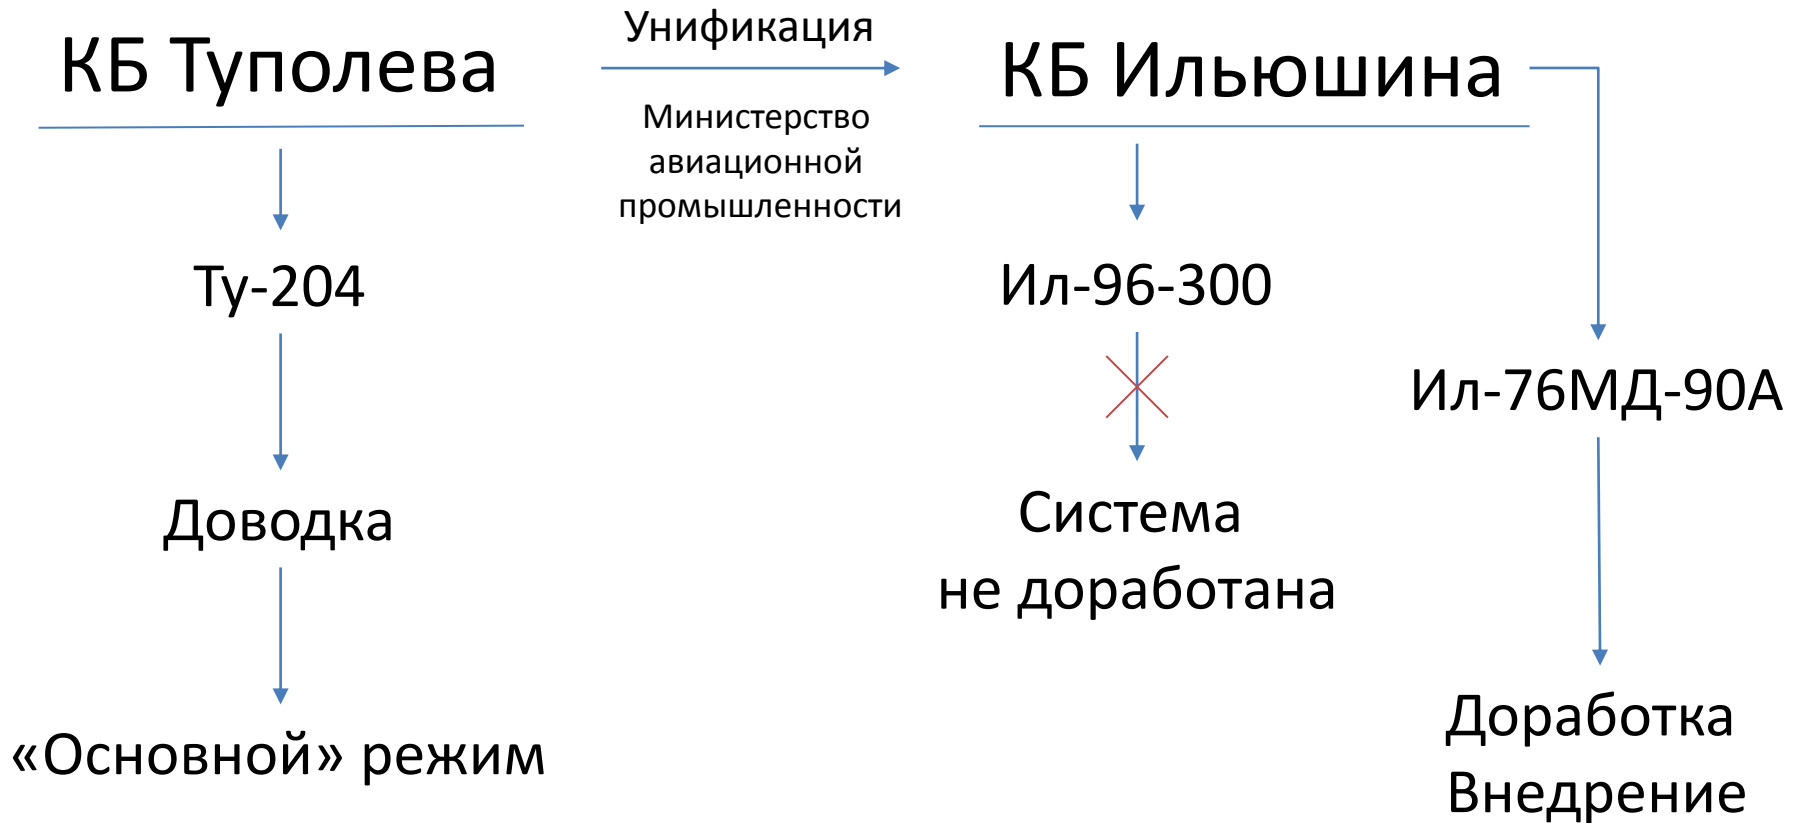 КБ Туполева
Унификация
Министерство
авиационной
промышленности
КБ Ильюшина
Ту-204
Доводка
«Основной» режим
Ил-96-300
Система
не доработана
Ил-76МД-90А
Доработка
Внедрение